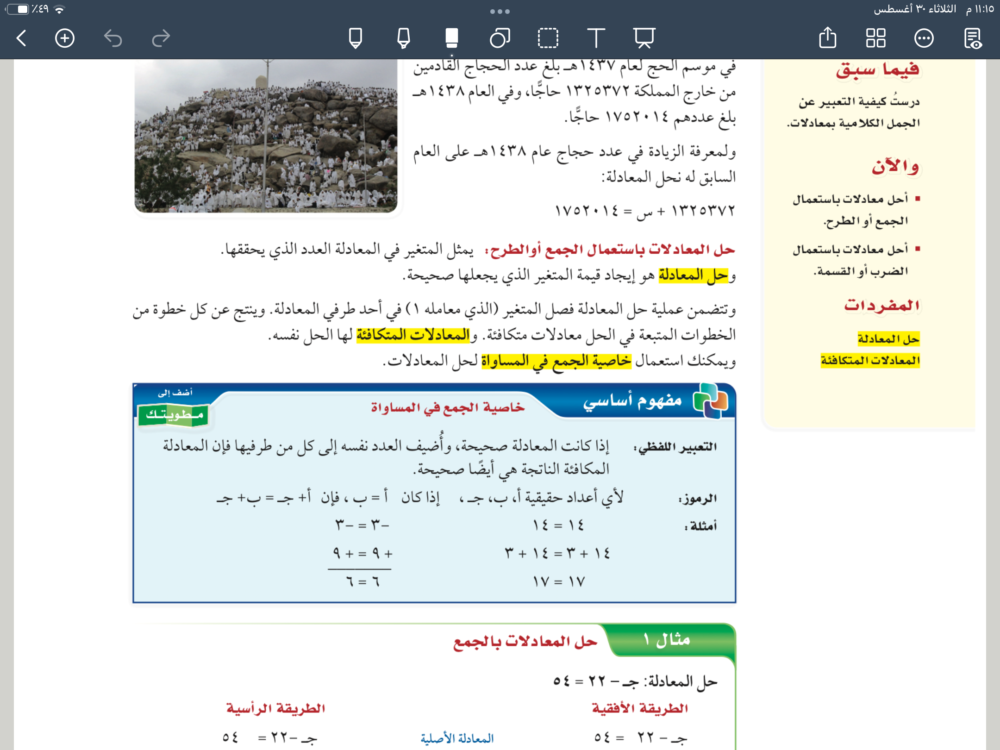 ١١:١٥ م الثلاثاء ٣٠ أغسطس
٪٤٩
فيما سبق
درستُ كيفية التعبير عن
الجمل الكلامية بمعادلات.
والآن
▪ أحل معادلات باستعمال
الجمع أو الطرح.
▪ أحل معادلات باستعمال
الضرب أو القسمة.
المفردات
حل المعادلة
المعادلات المتكافئة
في موسم الحج لعام ١٤٣٧هـ بلغ عدد الحجاج القادمين
من خارج المملكة ١٣٢٥٣٧٢ حاجًّا، وفي العام ١٤٣٨هـ
بلغ عددهم ١٧٥٢٠١٤ حاجًّا.
ولمعرفة الزيادة في عدد حجاج عام ١٤٣٨هـ على العام
السابق له نحل المعادلة:
١٣٢٥٣٧٢ + س = ١٧٥٢٠١٤
حل المعادلات باستعمال الجمع أوالطرح: يمثل المتغير في المعادلة العدد الذي يحققها.
وحل المعادلة هو إيجاد قيمة المتغير الذي يجعلها صحيحة.
وتتضمن عملية حل المعادلة فصل المتغير (الذي معامله ١) في أحد طرفي المعادلة. وينتج عن كل خطوة من
الخطوات المتبعة في الحل معادلات متكافئة. والمعادلات المتكافئة لها الحل نفسه.
ويمكنك استعمال خاصية الجمع في المساواة لحل المعادلات.
مفهوم أساسي
خاصية الجمع في المساواة
أضف إلى
مـطويـتـك
التعبير اللفظي: إذا كانت المعادلة صحيحة، وأُضيف العدد نفسه إلى كل من طرفيها فإن المعادلة
المكافئة الناتجة هي أيضًا صحيحة.
الرموز: لأي أعداد حقيقية أ، ب، جـ ، إذا كان أ = ب ، فإن أ+ جـ = ب+ جـ
أمثلة: ١٤ = ١٤ –٣ = –٣
١٤ + ٣ = ١٤ + ٣ + ٩ = + ٩
١٧ = ١٧ ٦ = ٦
مثال ١ حل المعادلات بالجمع
حل المعادلة: جـ – ٢٢ = ٥٤
الطريقة الأفقية الطريقة الرأسية
جـ – ٢٢ = ٥٤ المعادلة الأصلية جـ –٢٢ = ٥٤